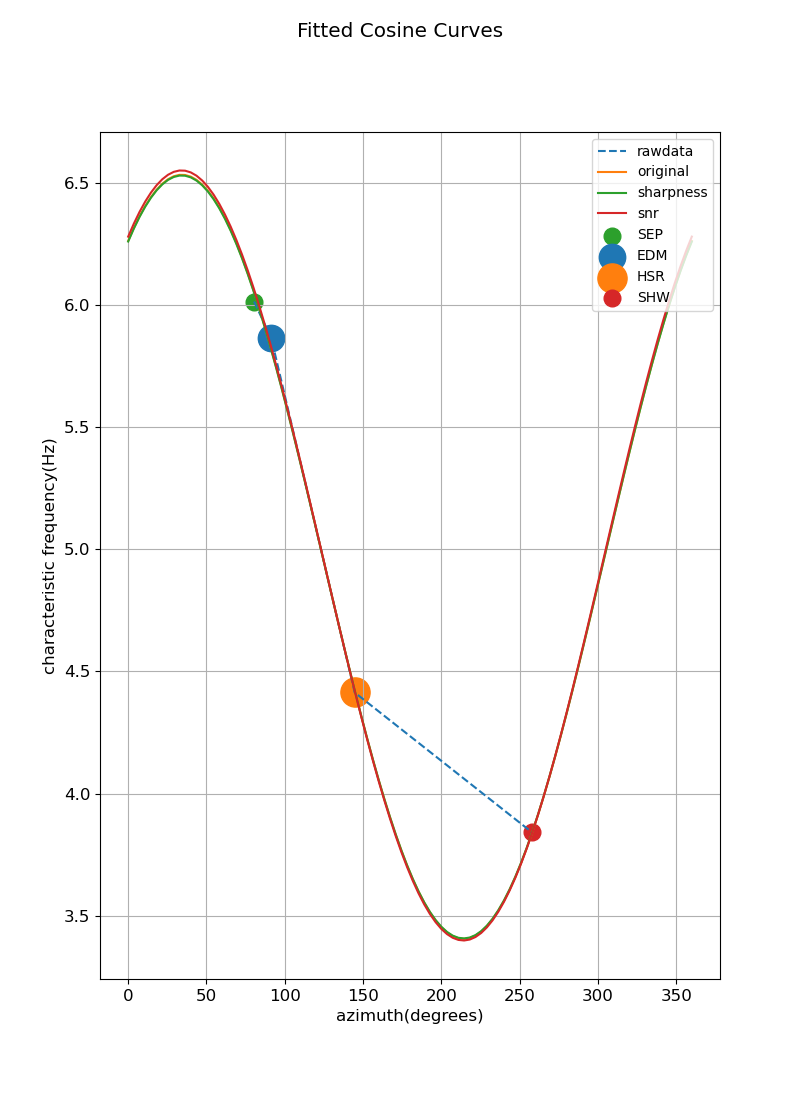 Fitted Cosine Curves
rawdata
original
sharpness
snr
SEP
EDM
HSR
SHW
6.5
6.0
5.5
5.0
4.5
4.0
3.5
characteristic frequency(Hz)
0 50 100 150 200 250 300 350
azimuth(degrees)